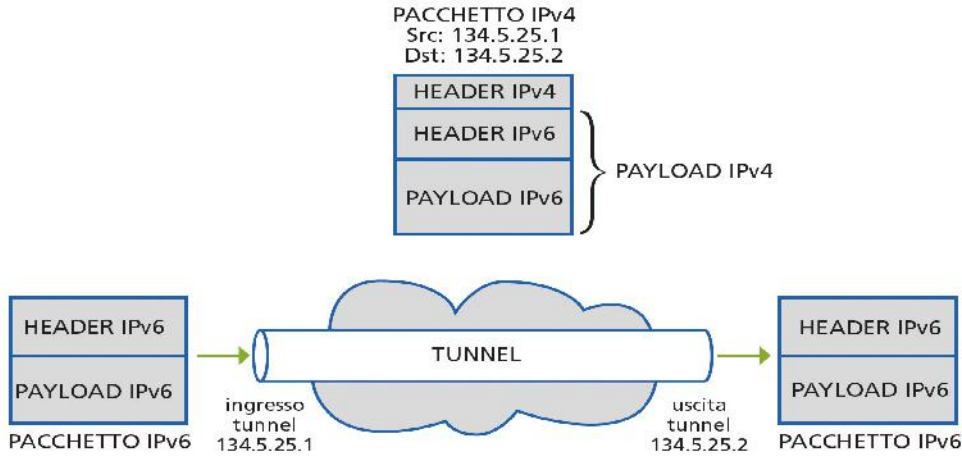 PACCHETTO IPv4
Src: 134.5.25.1
Dst: 134.5.25.2
HEADER IPv4
HEADER IPv6
PAYLOAD IPv6
PAYLOAD IPv4
HEADER IPv6
PAYLOAD IPv6
PACCHETTO IPv6
TUNNEL
ingresso
tunnel
134.5.25.1
uscita
tunnel
134.5.25.2
HEADER IPv6
PAYLOAD IPv6
PACCHETTO IPv6